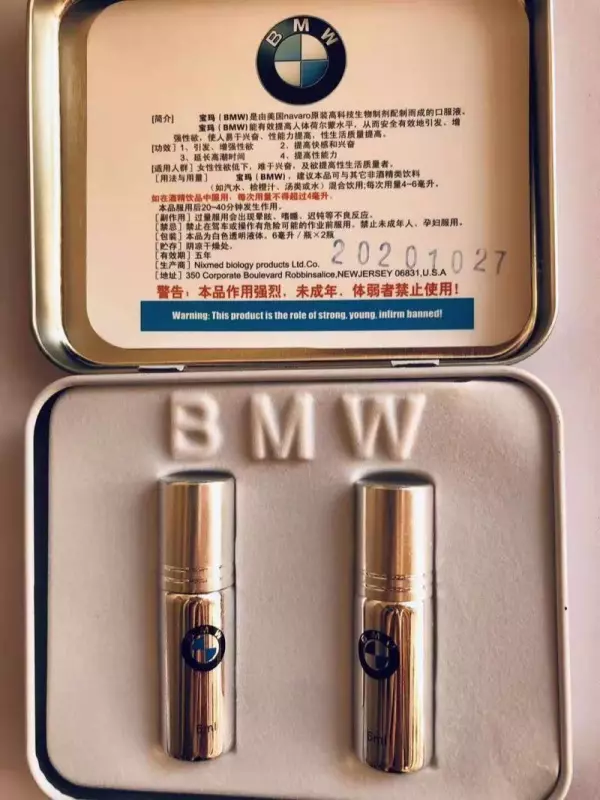 BMW
[简介] 宝玛(BMW)是由美国navaro原装高科技生物制剂配制而成的口服液。
宝玛(BMW)能有效提高人体荷尔蒙水平，从而安全有效地引发、增
强性欲，使人易于兴奋、性能力提高，性生活质量提高。
[功效] 1、引发、增强性欲 2、提高快感和兴奋
3、延长高潮时间 4、提高性能力
[适用人群] 女性性欲低下，难于兴奋、及欲提高性生活质量者。
[用法与用量] 宝玛(BMW)，建议本品可与其它非酒精类饮料
(如汽水、检橙汁、汤类或水)混合饮用;每次用量4~6毫升。
如在酒精饮品中服用，每次用量不得超过4毫升。
本品服用后20~40分钟发生作用。
[副作用] 过量服用会出现晕眩、嗜睡、迟钝等不良反应。
[禁忌] 禁止在驾车或操作有危险可能的作业前服用，禁止未成年人、孕妇服用。
[包装] 本品为白色透明液体。6毫升/瓶×2瓶
[贮存] 阴凉干燥处。
[有效期] 五年
20201027
[生产商] Nixmed biology products Ltd.Co.
[地址] 350 Corporate Boulevard Robbinsalice,NEWJERSEY 06831,U.S.A
警告：本品作用强烈，未成年，体弱者禁止使用！
Warning: This product is the role of strong, young, infirm banned!
BMW
BMW
6ml
BMW
6ml